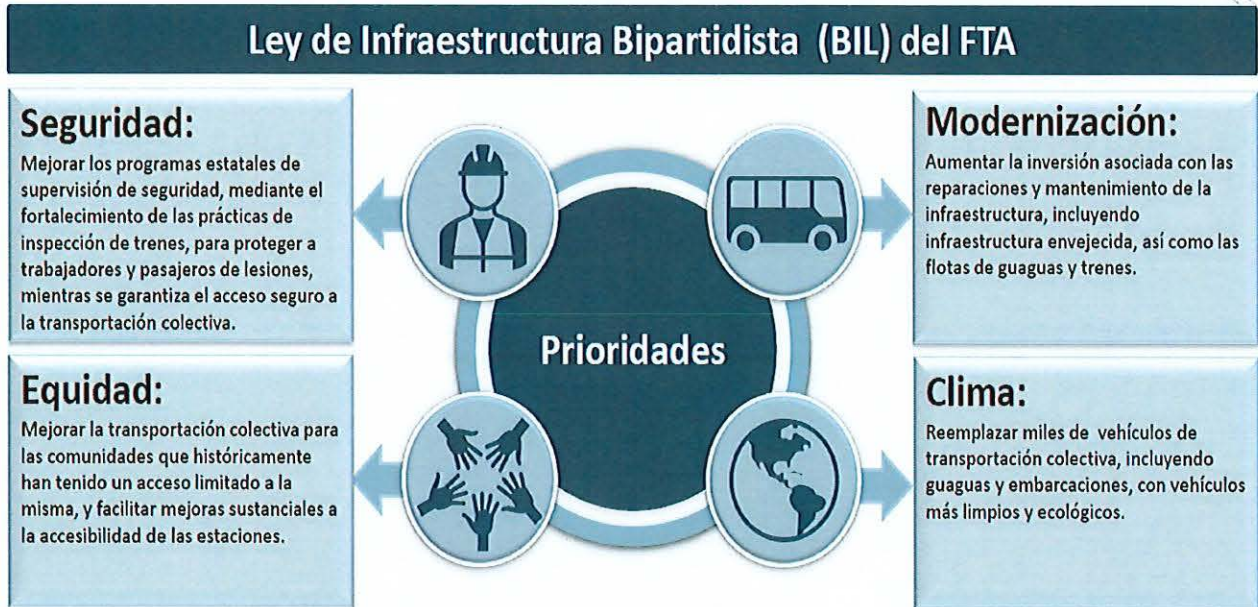 Ley de Infraestructura Bipartidista (BIL) del FTA
Seguridad:
Mejorar los programas estatales de
supervisión de seguridad, mediante el
fortalecimiento de las prácticas de
inspección de trenes, para proteger a
trabajadores y pasajeros de lesiones,
mientras se garantiza el acceso seguro a
la transportación colectiva.
Equidad:
Mejorar la transportación colectiva para
las comunidades que históricamente
han tenido un acceso limitado a la
misma, y facilitar mejoras sustanciales a
la accesibilidad de las estaciones.
Prioridades
Modernización:
Aumentar la inversión asociada con las
reparaciones y mantenimiento de la
infraestructura, incluyendo
infraestructura envejecida, así como las
flotas de guaguas y trenes.
Clima:
Reemplazar miles de vehículos de
transportación colectiva, incluyendo
guaguas y embarcaciones, con vehículos
más limpios y ecológicos.